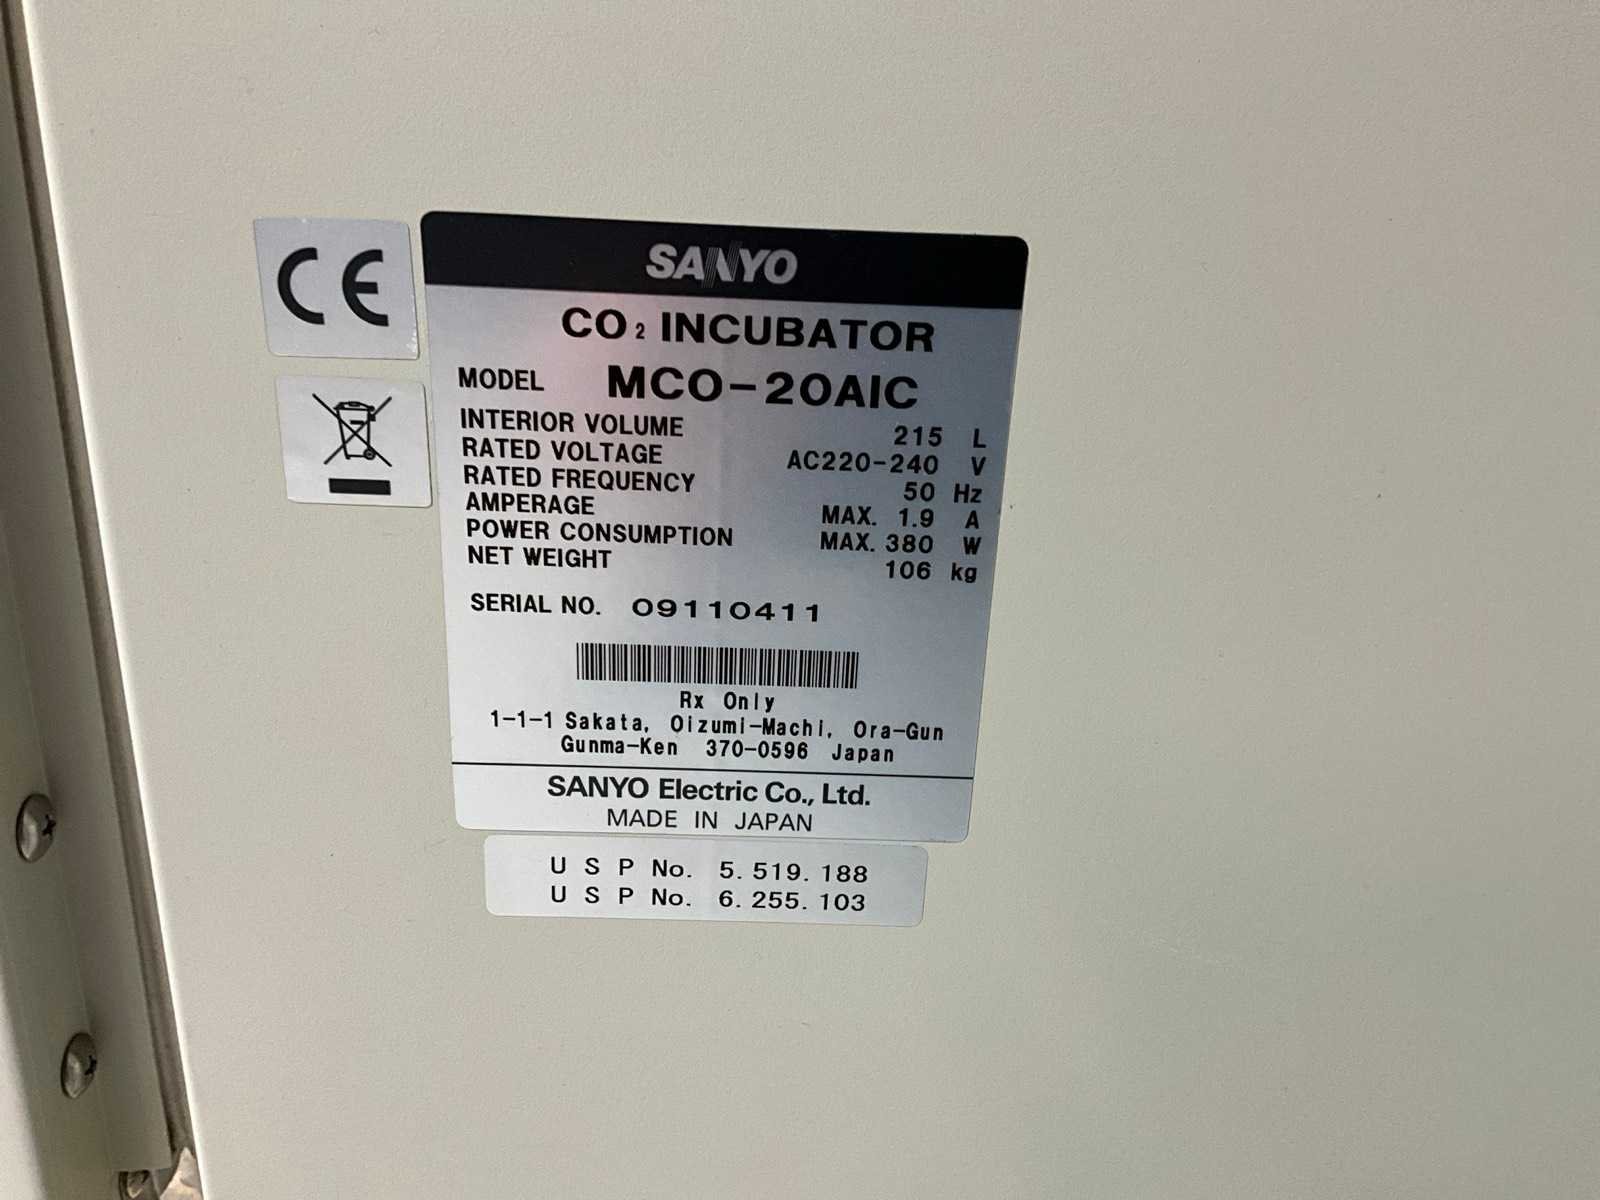 CE
SANYO
CO₂ INCUBATOR
MODEL MCO-20AIC
INTERIOR VOLUME 215 L
RATED VOLTAGE AC220-240 V
RATED FREQUENCY 50 Hz
AMPERAGE MAX. 1.9 A
POWER CONSUMPTION MAX. 380 W
NET WEIGHT 106 kg
SERIAL NO. 09110411
Rx Only
1-1-1 Sakata, Oizumi-Machi, Ora-Gun
Gunma-Ken 370-0596 Japan
SANYO Electric Co., Ltd.
MADE IN JAPAN
U S P No. 5. 519. 188
U S P No. 6. 255. 103